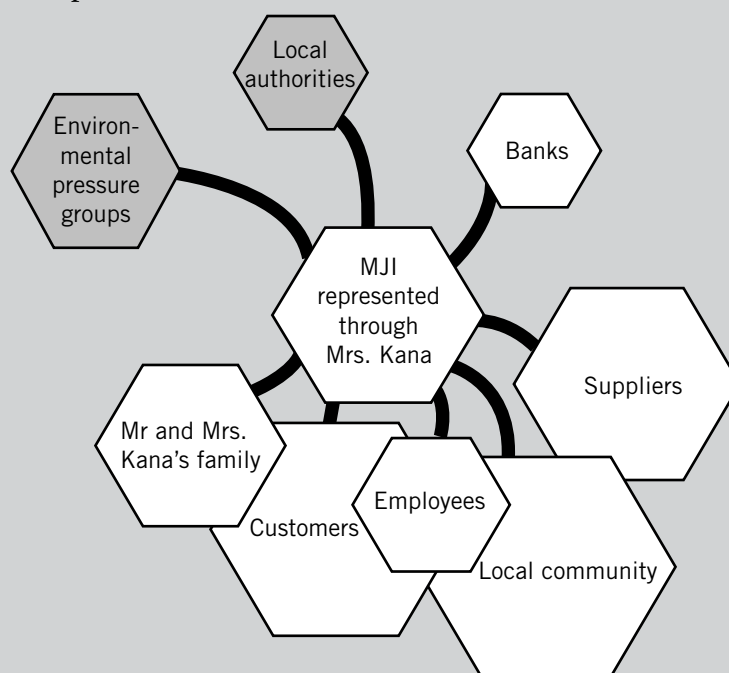 Local
authorities
Environ-
mental
pressure
groups
Banks
MJI
represented
through
Mrs. Kana
Suppliers
Mr and Mrs.
Kana's family
Employees
Customers
Local community